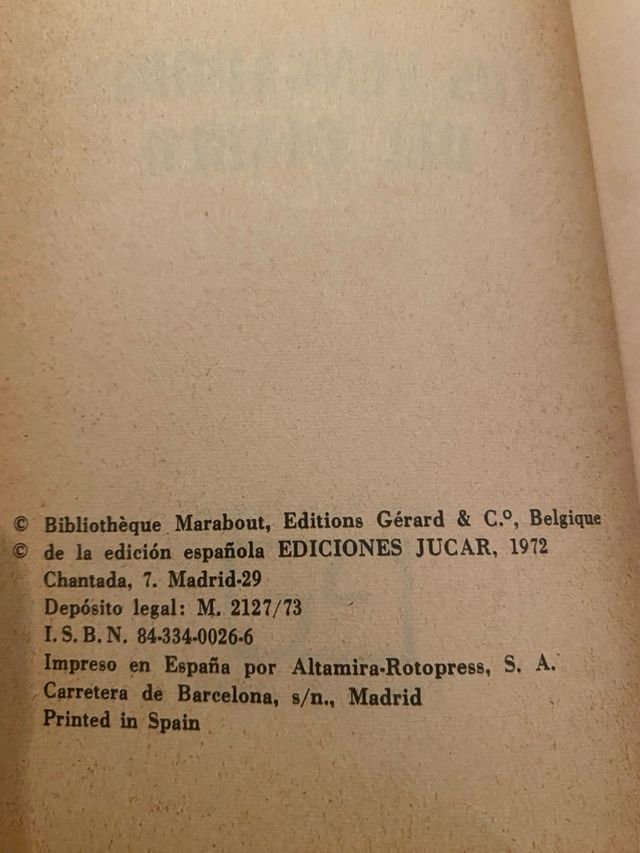 © Bibliothèque Marabout, Editions Gérard & C.º, Belgique
© de la edición española EDICIONES JUCAR, 1972
Chantada, 7. Madrid-29
Depósito legal: M. 2127/73
I. S. B. N. 84-334-0026-6
Impreso en España por Altamira-Rotopress, S. A.
Carretera de Barcelona, s/n., Madrid
Printed in Spain